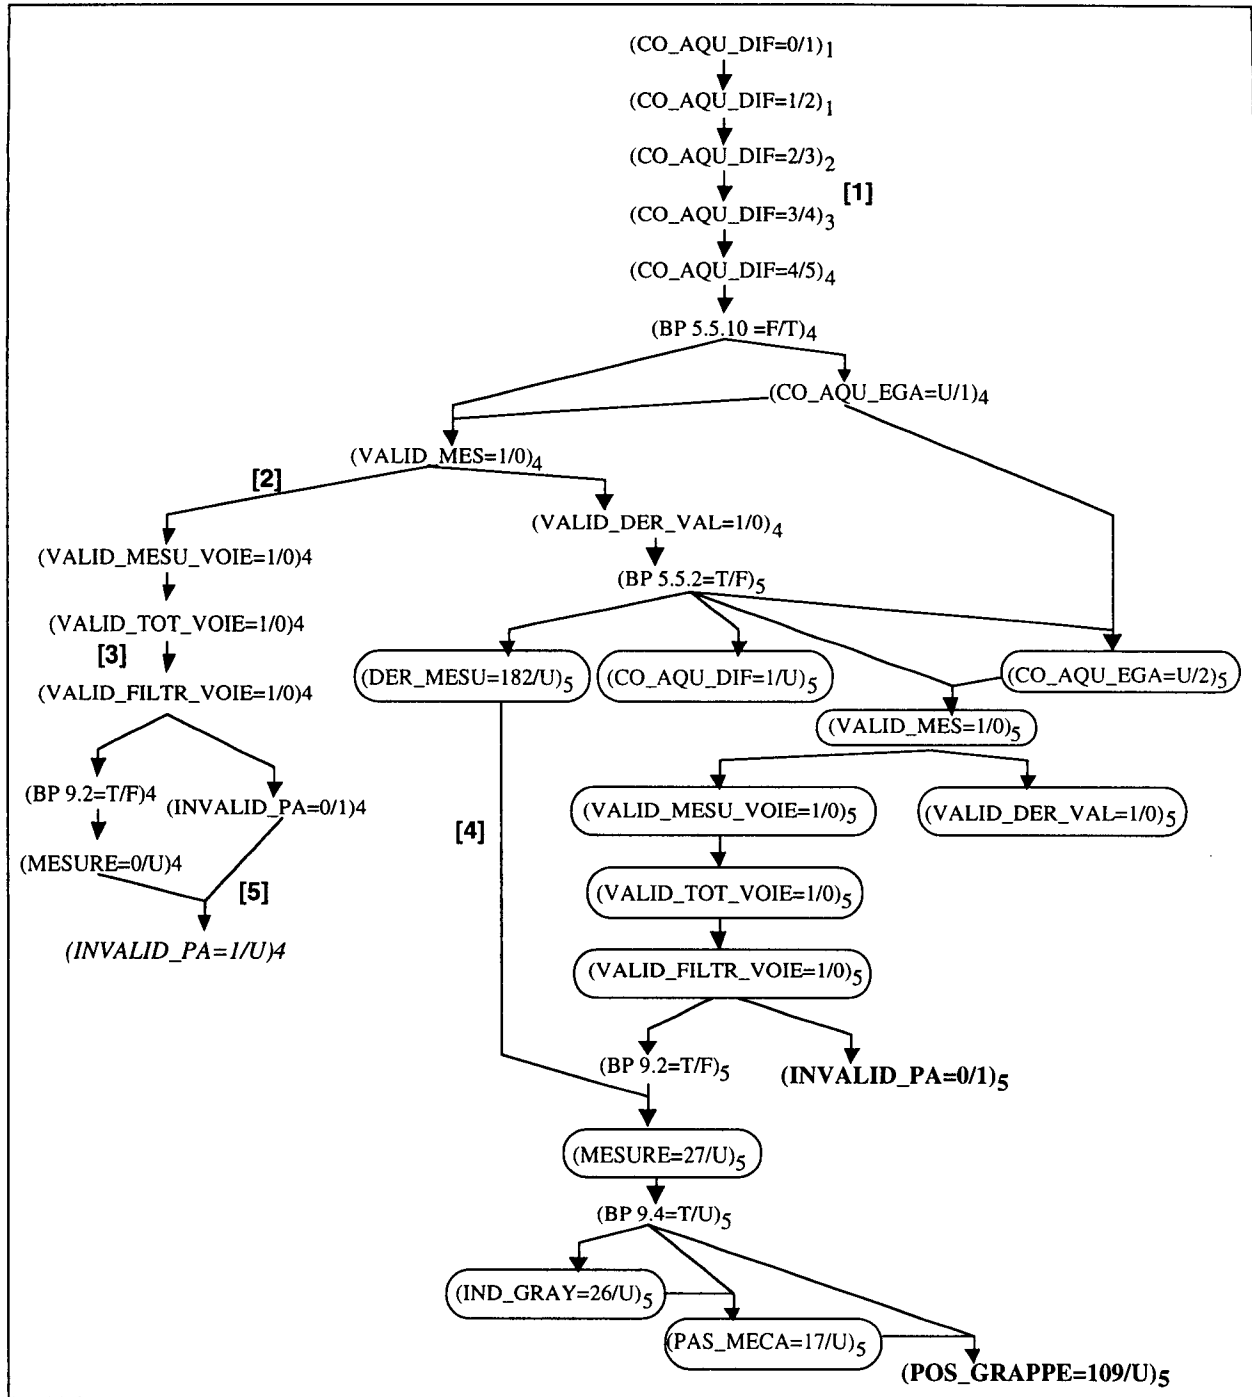 (CO_AQU_DIF=0/1)1
(CO_AQU_DIF=1/2)1
(CO_AQU_DIF=2/3)2
[1]
(CO_AQU_DIF=3/4)3
(CO_AQU_DIF=4/5)4
(BP 5.5.10 =F/T)4
(CO_AQU_EGA=U/1)4
(VALID_MES=1/0)4
[2]
(VALID_DER_VAL=1/0)4
(VALID_MESU_VOIE=1/0)4
(BP 5.5.2=T/F)5
(VALID_TOT_VOIE=1/0)4
[3]
(DER_MESU=182/U)5
(CO_AQU_DIF=1/U)5
(CO_AQU_EGA=U/2)5
(VALID_FILTR_VOIE=1/0)4
(VALID_MES=1/0)5
(BP 9.2=T/F)4
(INVALID_PA=0/1)4
(VALID_MESU_VOIE=1/0)5
(VALID_DER_VAL=1/0)5
[4]
(MESURE=0/U)4
[5]
(VALID_TOT_VOIE=1/0)5
(INVALID_PA=1/U)4
(VALID_FILTR_VOIE=1/0)5
(BP 9.2=T/F)5
(INVALID_PA=0/1)5
(MESURE=27/U)5
(BP 9.4=T/U)5
(IND_GRAY=26/U)5
(PAS_MECA=17/U)5
(POS_GRAPPE=109/U)5